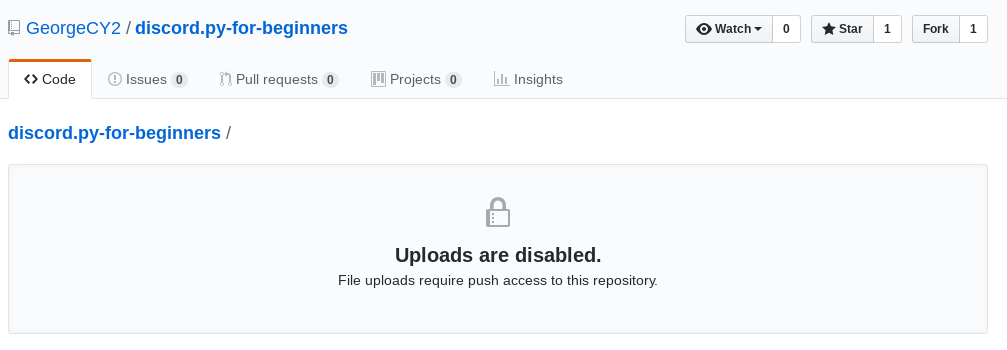 GeorgeCY2 / discord.py-for-beginners
Watch 0 Star 1 Fork 1
Code Issues 0 Pull requests 0 Projects 0 Insights
discord.py-for-beginners /
Uploads are disabled.
File uploads require push access to this repository.